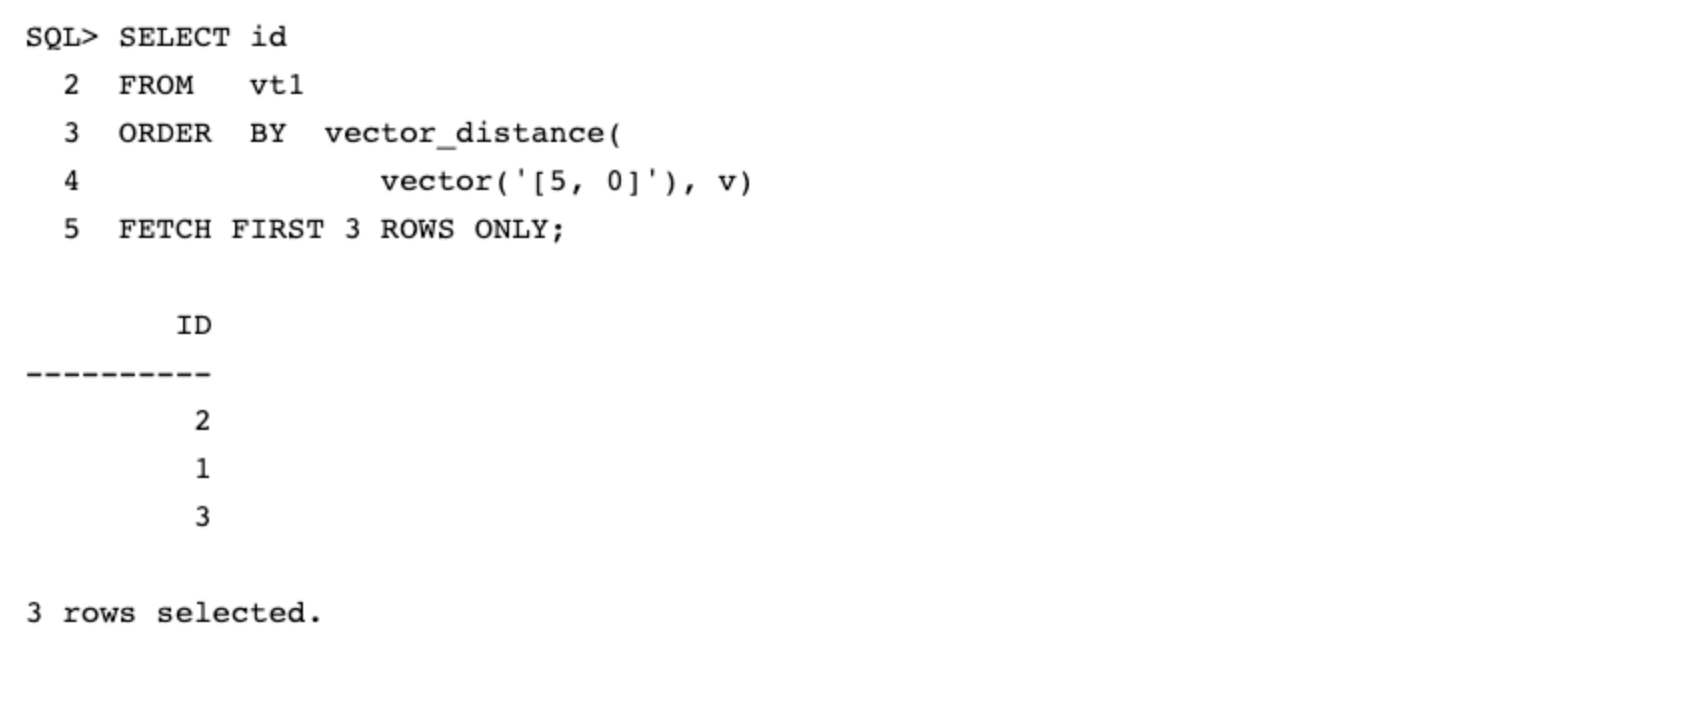 SQL> SELECT id
  2  FROM   vt1
  3  ORDER  BY  vector_distance(
  4                vector('[5, 0]'), v)
  5  FETCH FIRST 3 ROWS ONLY;
        ID
----------
         2
         1
         3
3 rows selected.